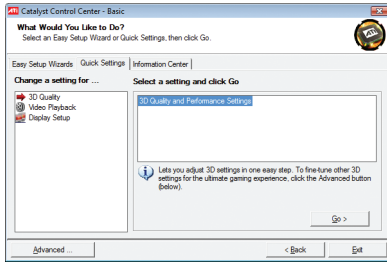 ATI Catalyst Control Center - Basic
What Would You Like to Do?
Select an Easy Setup Wizard or Quick Settings, then click Go.
ATI
Easy Setup Wizards Quick Settings Information Center
Change a setting for ...
3D Quality
Video Playback
Display Setup
Select a setting and click Go
3D Quality and Performance Settings
Lets you adjust 3D settings in one easy step. To fine-tune other 3D
settings for the ultimate gaming experience, click the Advanced button
(below).
Go >
Advanced ...
< Back
Exit